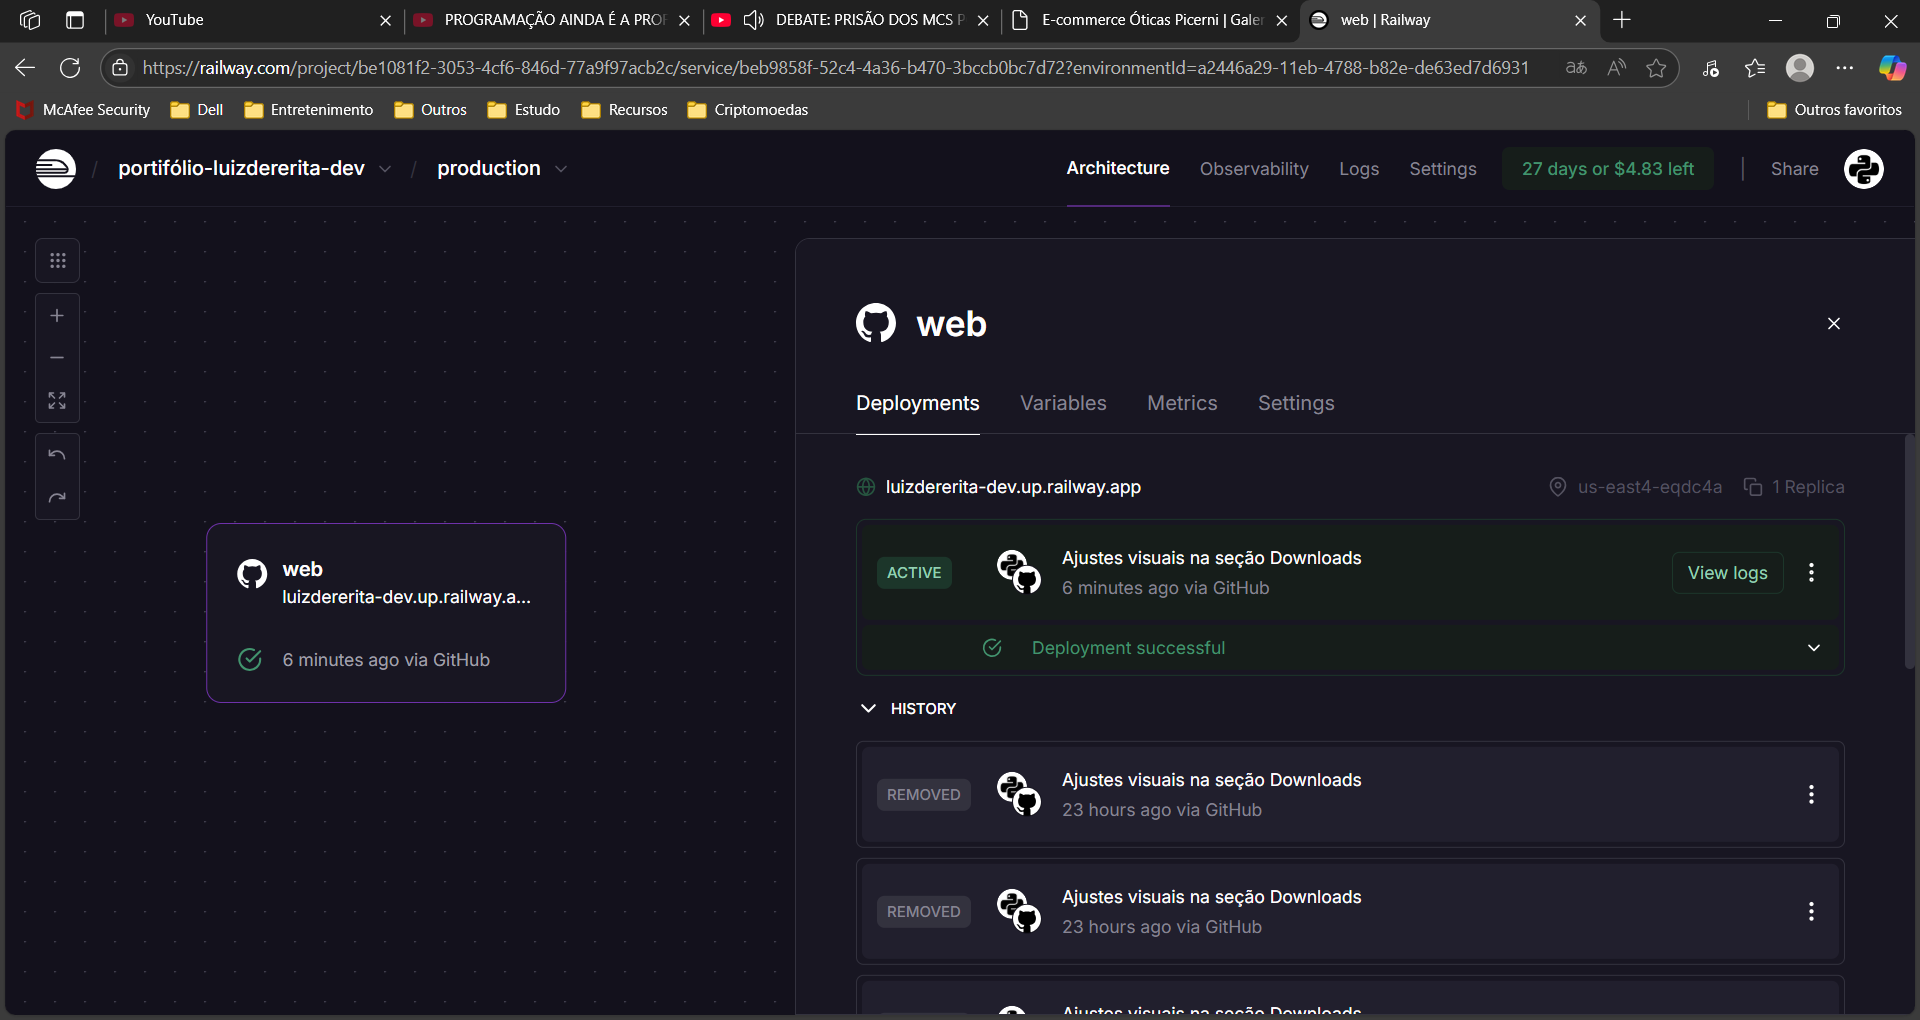 YouTube
PROGRAMAÇÃO AINDA É A PROF
DEBATE: PRISÃO DOS MCS P
E-commerce Óticas Picerni | Galer
web | Railway
https://railway.com/project/be1081f2-3053-4cf6-846d-77a9f97acb2c/service/beb9858f-52c4-4a36-b470-3bccb0bc7d72?environmentId=a2446a29-11eb-4788-b82e-de63ed7d6931
McAfee Security
Dell
Entretenimento
Outros
Estudo
Recursos
Criptomoedas
Outros favoritos
portifólio-luizdererita-dev
/
production
Architecture
Observability
Logs
Settings
27 days or $4.83 left
Share
web
Deployments
Variables
Metrics
Settings
luizdererita-dev.up.railway.app
us-east4-eqdc4a
1 Replica
ACTIVE
Ajustes visuais na seção Downloads
6 minutes ago via GitHub
View logs
Deployment successful
HISTORY
REMOVED
Ajustes visuais na seção Downloads
23 hours ago via GitHub
REMOVED
Ajustes visuais na seção Downloads
23 hours ago via GitHub
Ajustes visuais na seção Downloads
web
luizdererita-dev.up.railway.a...
6 minutes ago via GitHub